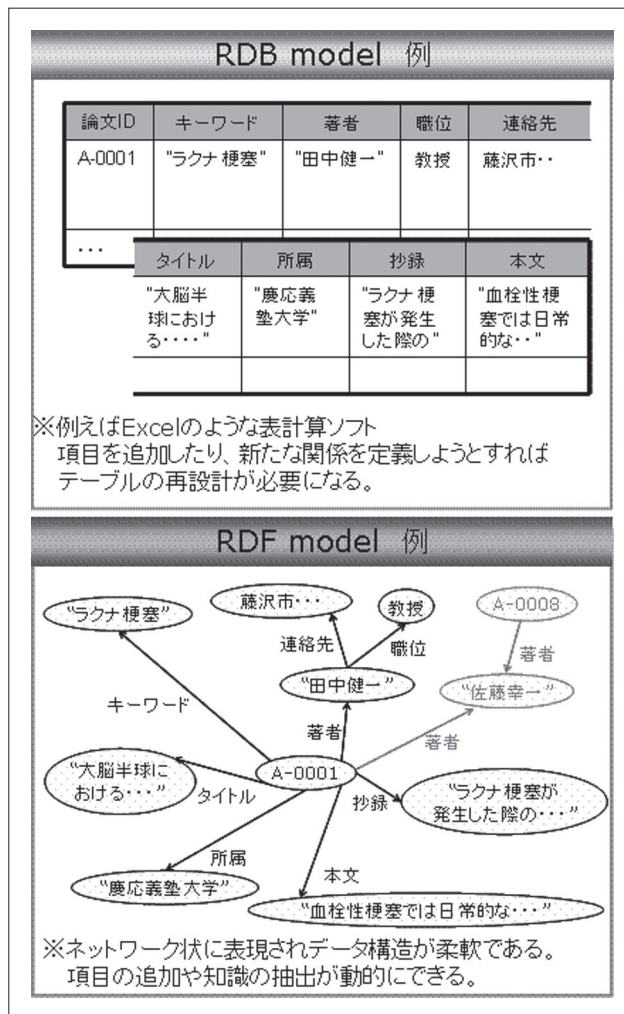 RDB model 例
論文ID キーワード 著者 職位 連絡先
A-0001 "ラクナ梗塞" "田中健一" 教授 藤沢市・・
・・・
タイトル 所属 抄録 本文
"大脳半 "慶応義 "ラクナ梗 "血栓性梗
球におけ 塾大学" 塞が発生 塞では日常
る・・・・" した際の" 的な・・"
※例えばExcelのような表計算ソフト
項目を追加したり、新たな関係を定義しようとすれば
テーブルの再設計が必要になる。
RDF model 例
"ラクナ梗塞"
藤沢市・・・
教授
A-0008
連絡先
職位
著者
"田中健一"
"佐藤幸一"
キーワード
著者
著者
"大脳半球に
おける・・・"
タイトル
A-0001
抄録
"ラクナ梗塞が
発生した際の・・・"
所属
本文
"慶応義塾大学"
"血栓性梗塞では日常的な・・・"
※ネットワーク状に表現されデータ構造が柔軟である。
項目の追加や知識の抽出が動的にできる。